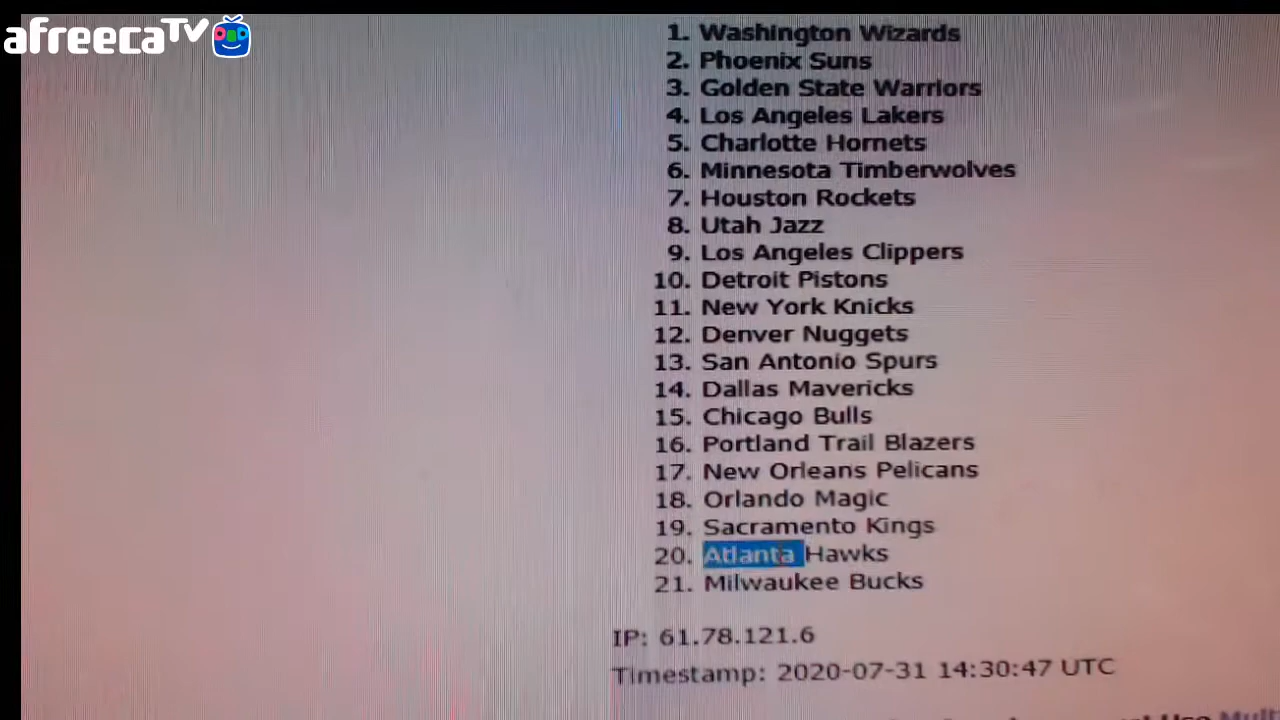 afreecaTV
1. Washington Wizards
2. Phoenix Suns
3. Golden State Warriors
4. Los Angeles Lakers
5. Charlotte Hornets
6. Minnesota Timberwolves
7. Houston Rockets
8. Utah Jazz
9. Los Angeles Clippers
10. Detroit Pistons
11. New York Knicks
12. Denver Nuggets
13. San Antonio Spurs
14. Dallas Mavericks
15. Chicago Bulls
16. Portland Trail Blazers
17. New Orleans Pelicans
18. Orlando Magic
19. Sacramento Kings
20. Atlanta Hawks
21. Milwaukee Bucks
IP: 61.78.121.6
Timestamp: 2020-07-31 14:30:47 UTC